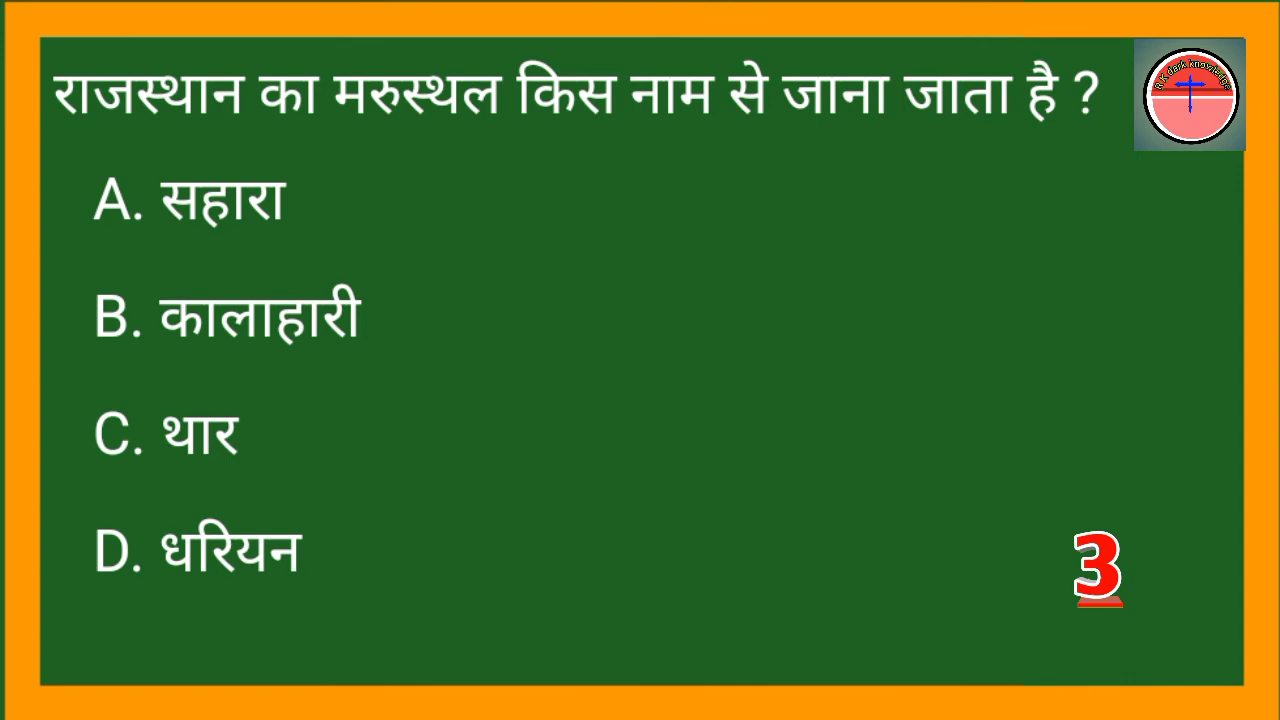 राजस्थान का मरुस्थल किस नाम से जाना जाता है ?
A. सहारा
B. कालाहारी
C. थार
D. धरियन
3